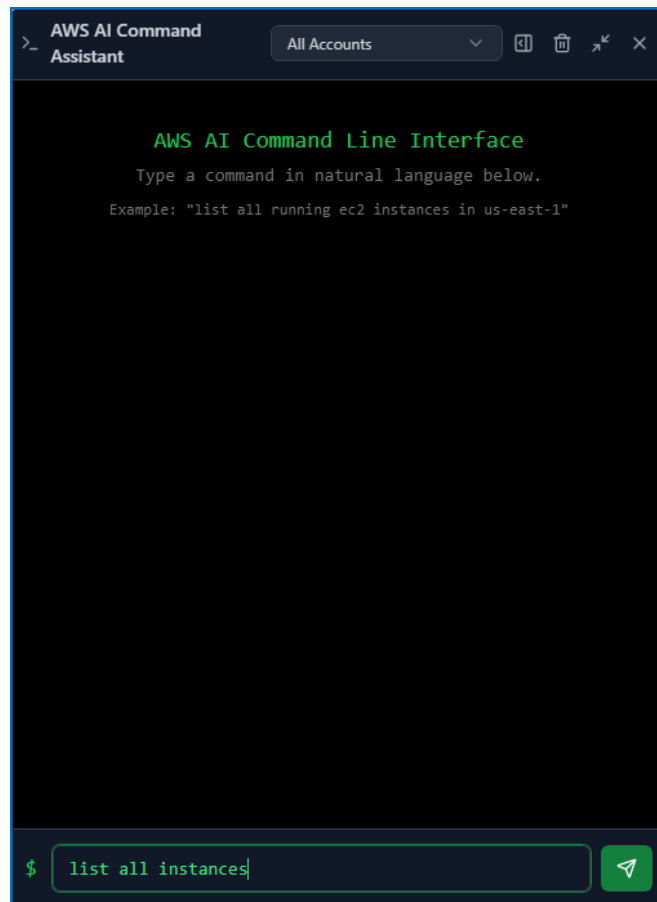 >_ AWS AI Command
Assistant
All Accounts
AWS AI Command Line Interface
Type a command in natural language below.
Example: "list all running ec2 instances in us-east-1"
$ list all instances